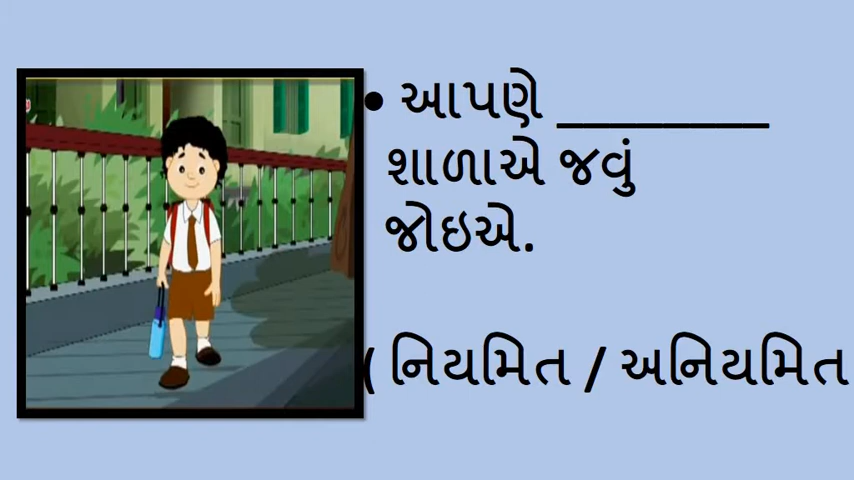 • આપણે ________
શાળાએ જવું
જોઇએ.
( નિયમિત / અનિયમિત